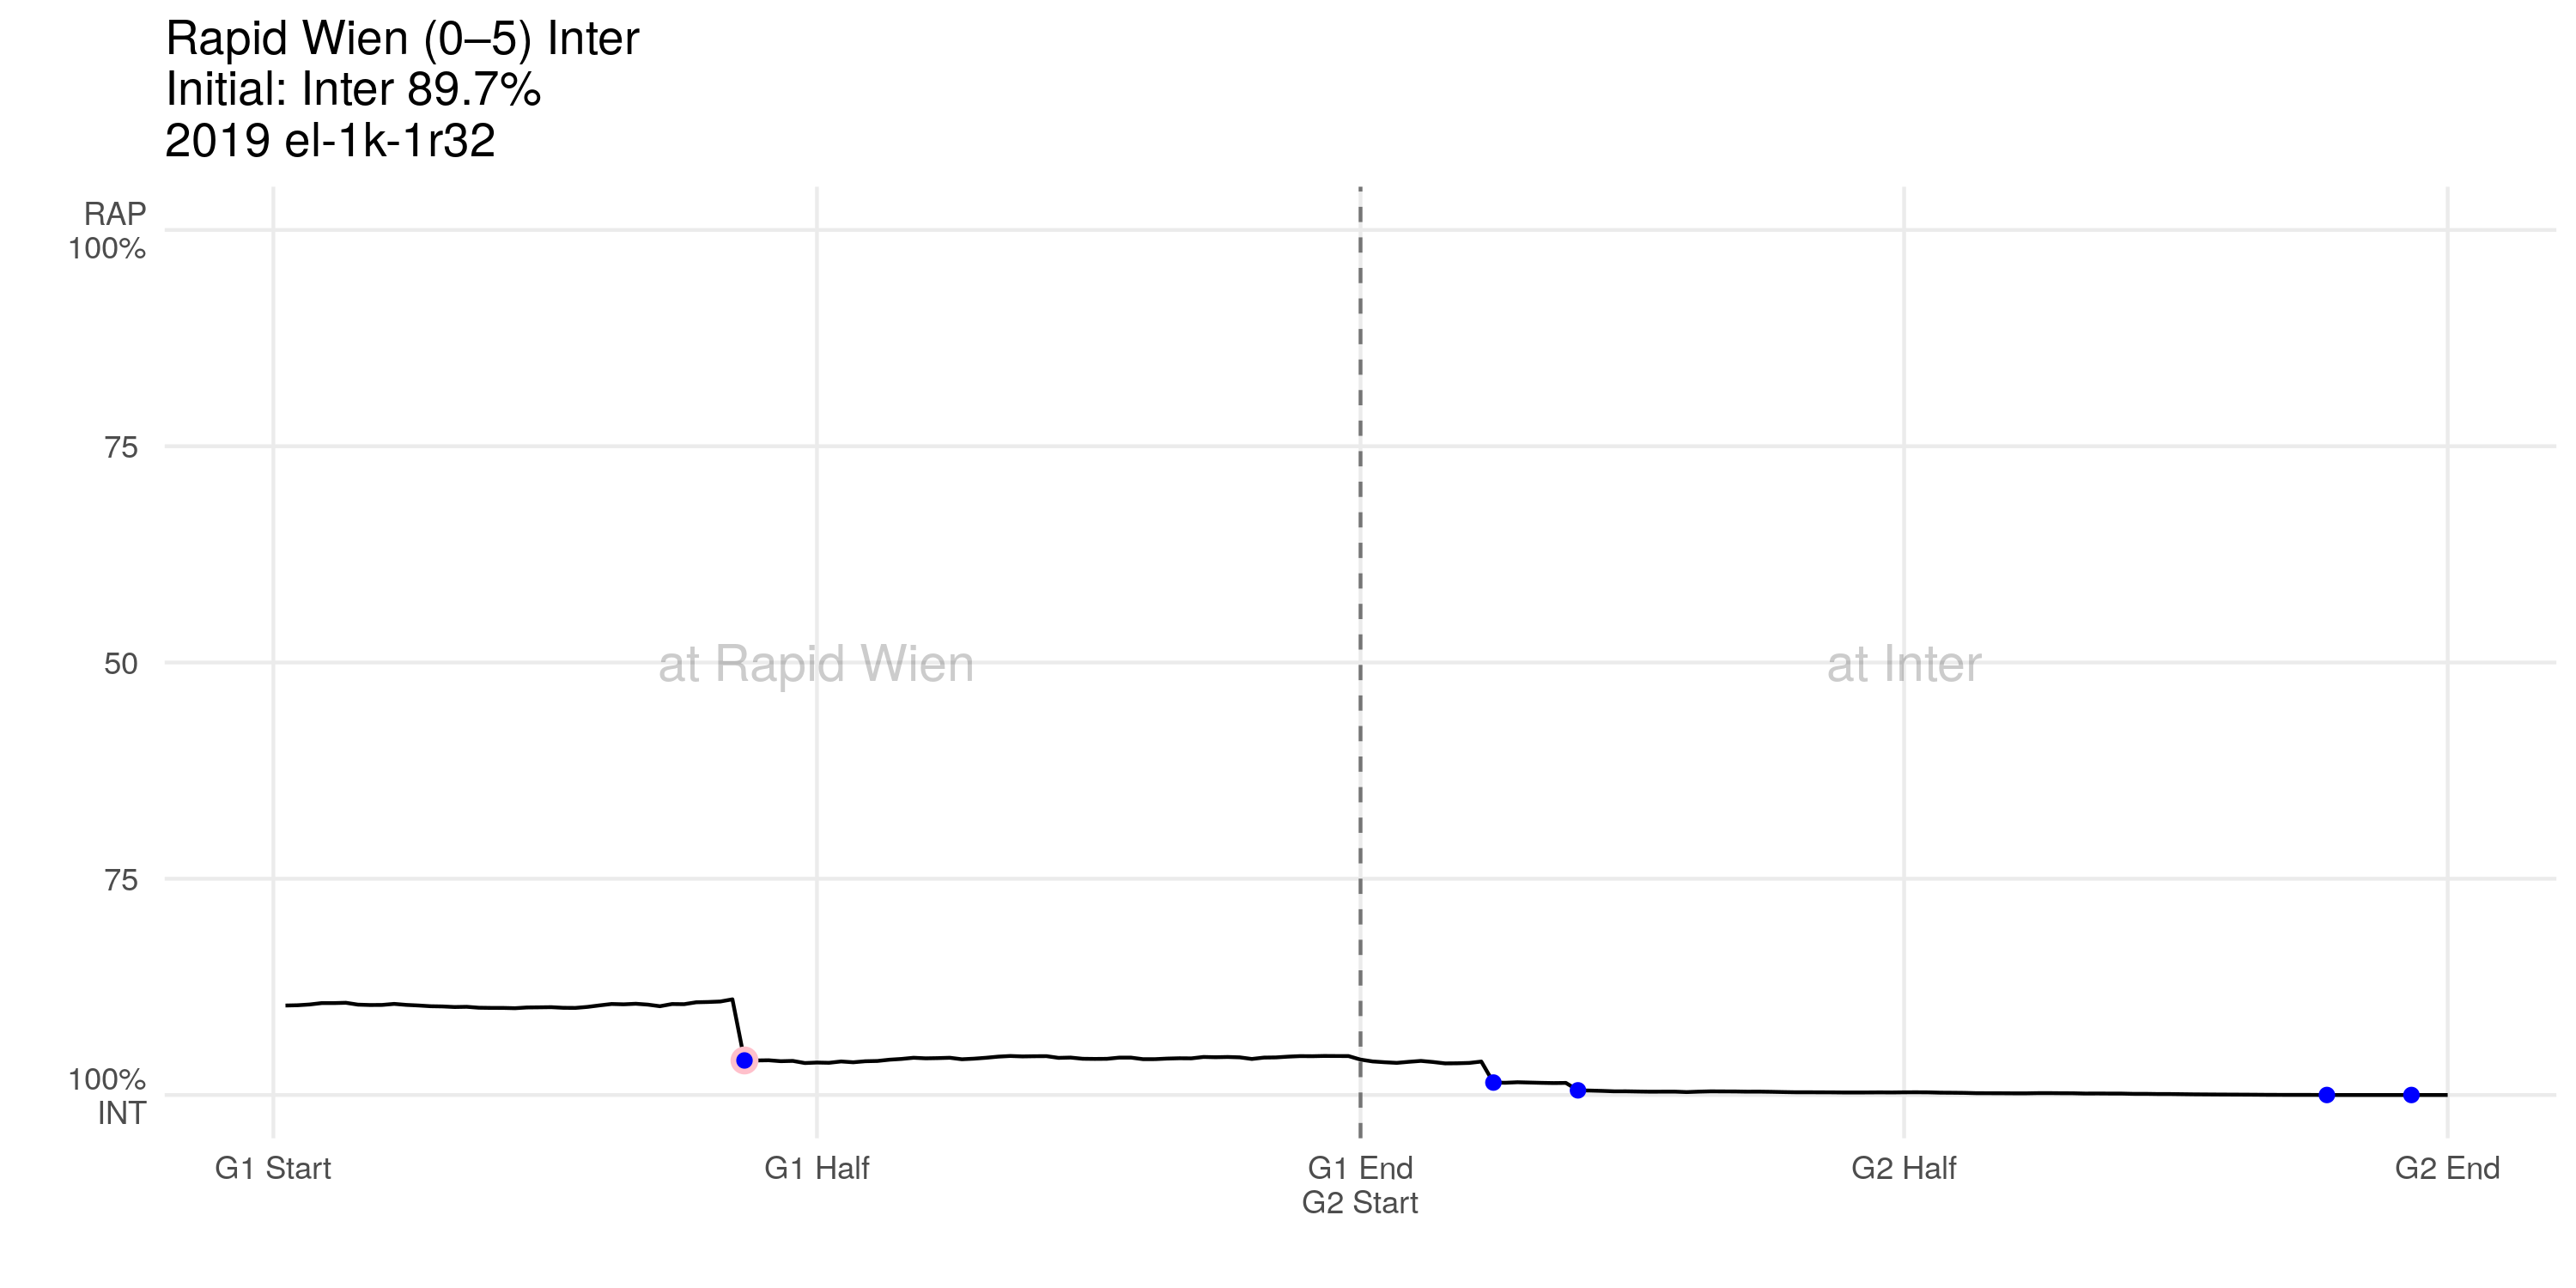 Rapid Wien (0–5) Inter
Initial: Inter 89.7%
2019 el-1k-1r32
RAP
100%
75
50
75
100%
INT
at Rapid Wien
at Inter
G1 Start
G1 Half
G1 End
G2 Start
G2 Half
G2 End